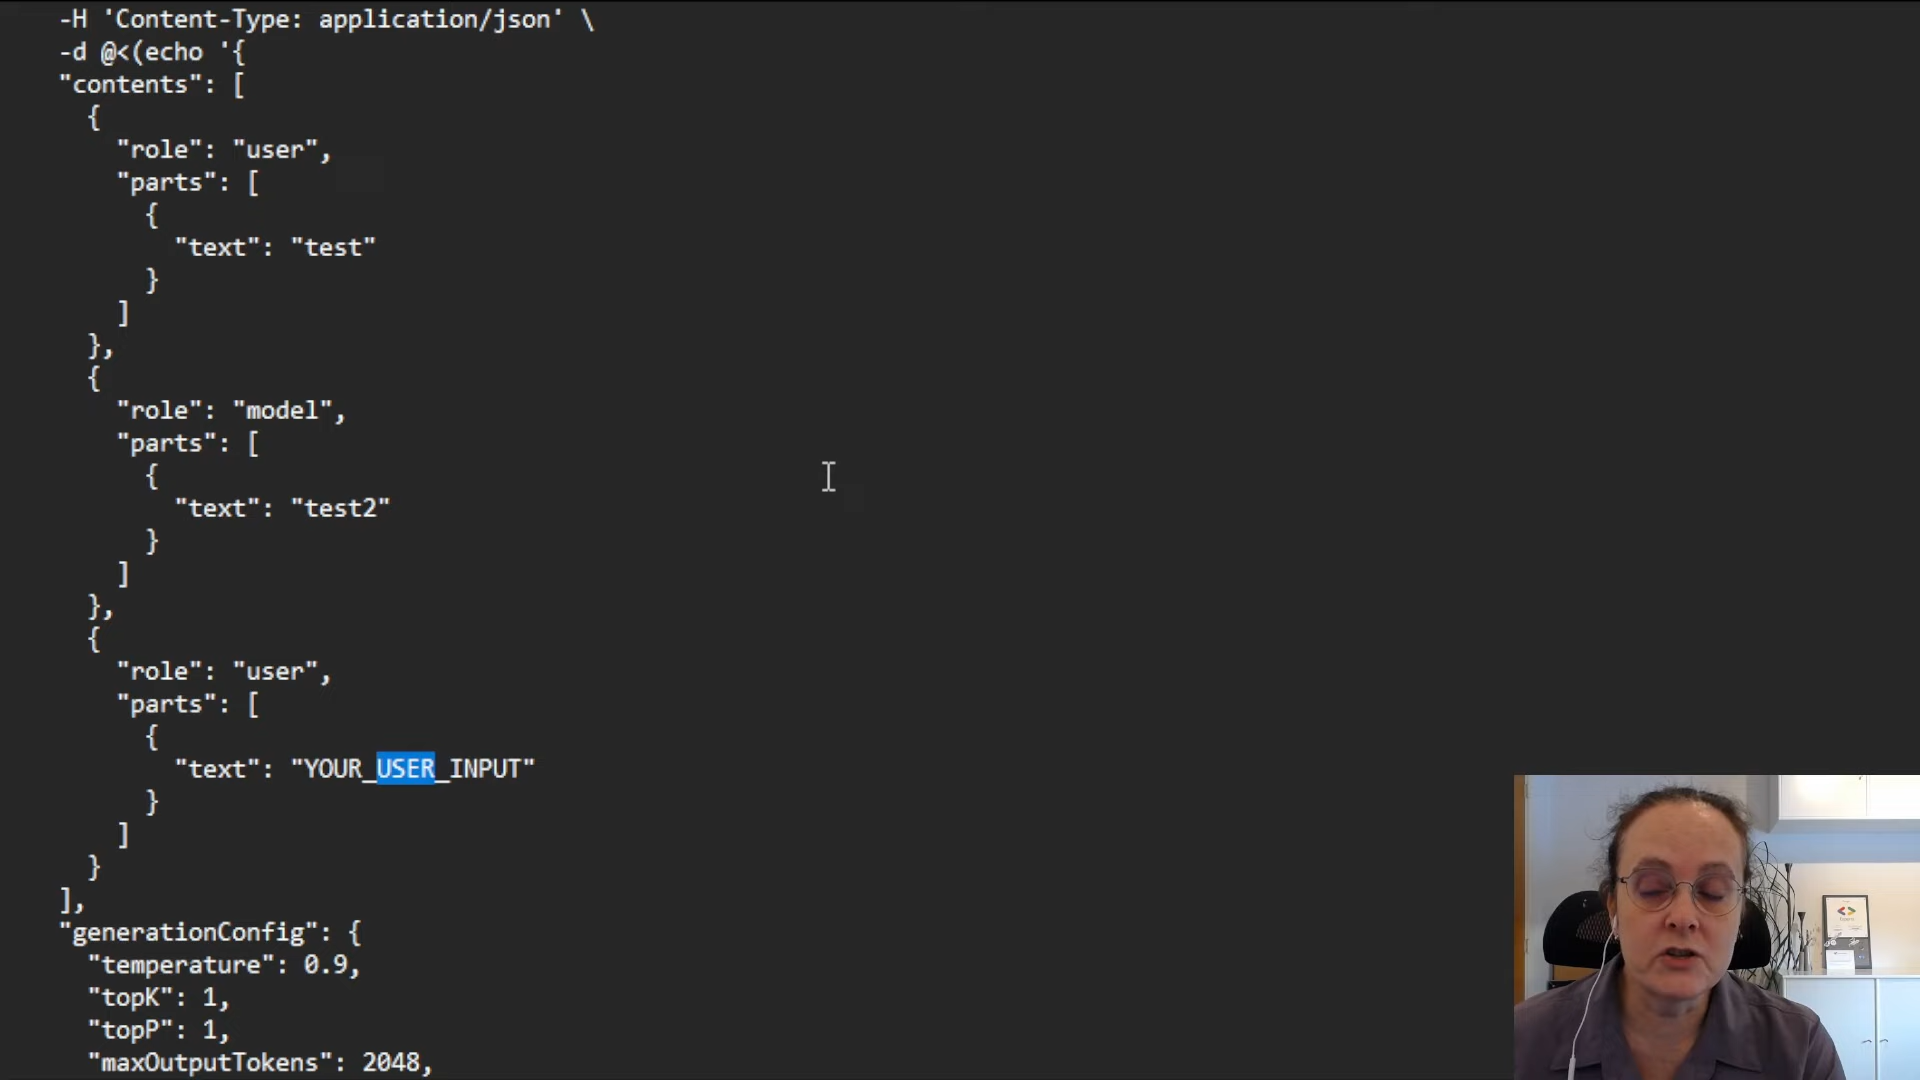 -H 'Content-Type: application/json' \
-d @<(echo '{
"contents": [
{
"role": "user",
"parts": [
{
"text": "test"
}
]
},
{
"role": "model",
"parts": [
{
"text": "test2"
}
]
},
{
"role": "user",
"parts": [
{
"text": "YOUR_USER_INPUT"
}
]
}
],
"generationConfig": {
"temperature": 0.9,
"topK": 1,
"topP": 1,
"maxOutputTokens": 2048,